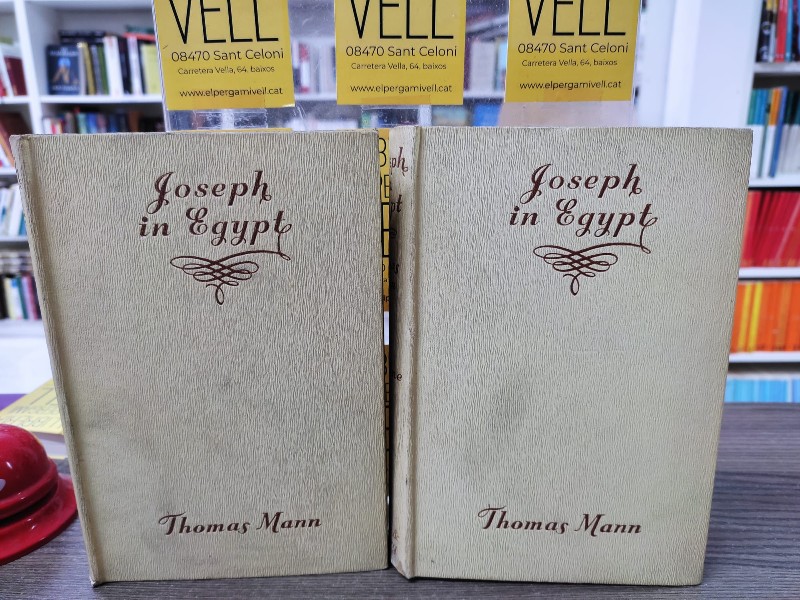 VELL
08470 Sant Celoni
Carretera Vella, 64, baixos
www.elpergamivell.cat
VELL
08470 Sant Celoni
Carretera Vella, 64, baixos
www.elpergamivell.cat
VELL
08470 Sant Celoni
Carretera Vella, 64, baixos
www.elpergamivell.cat
Joseph
in Egypt
Thomas Mann
Joseph
in Egypt
Thomas Mann